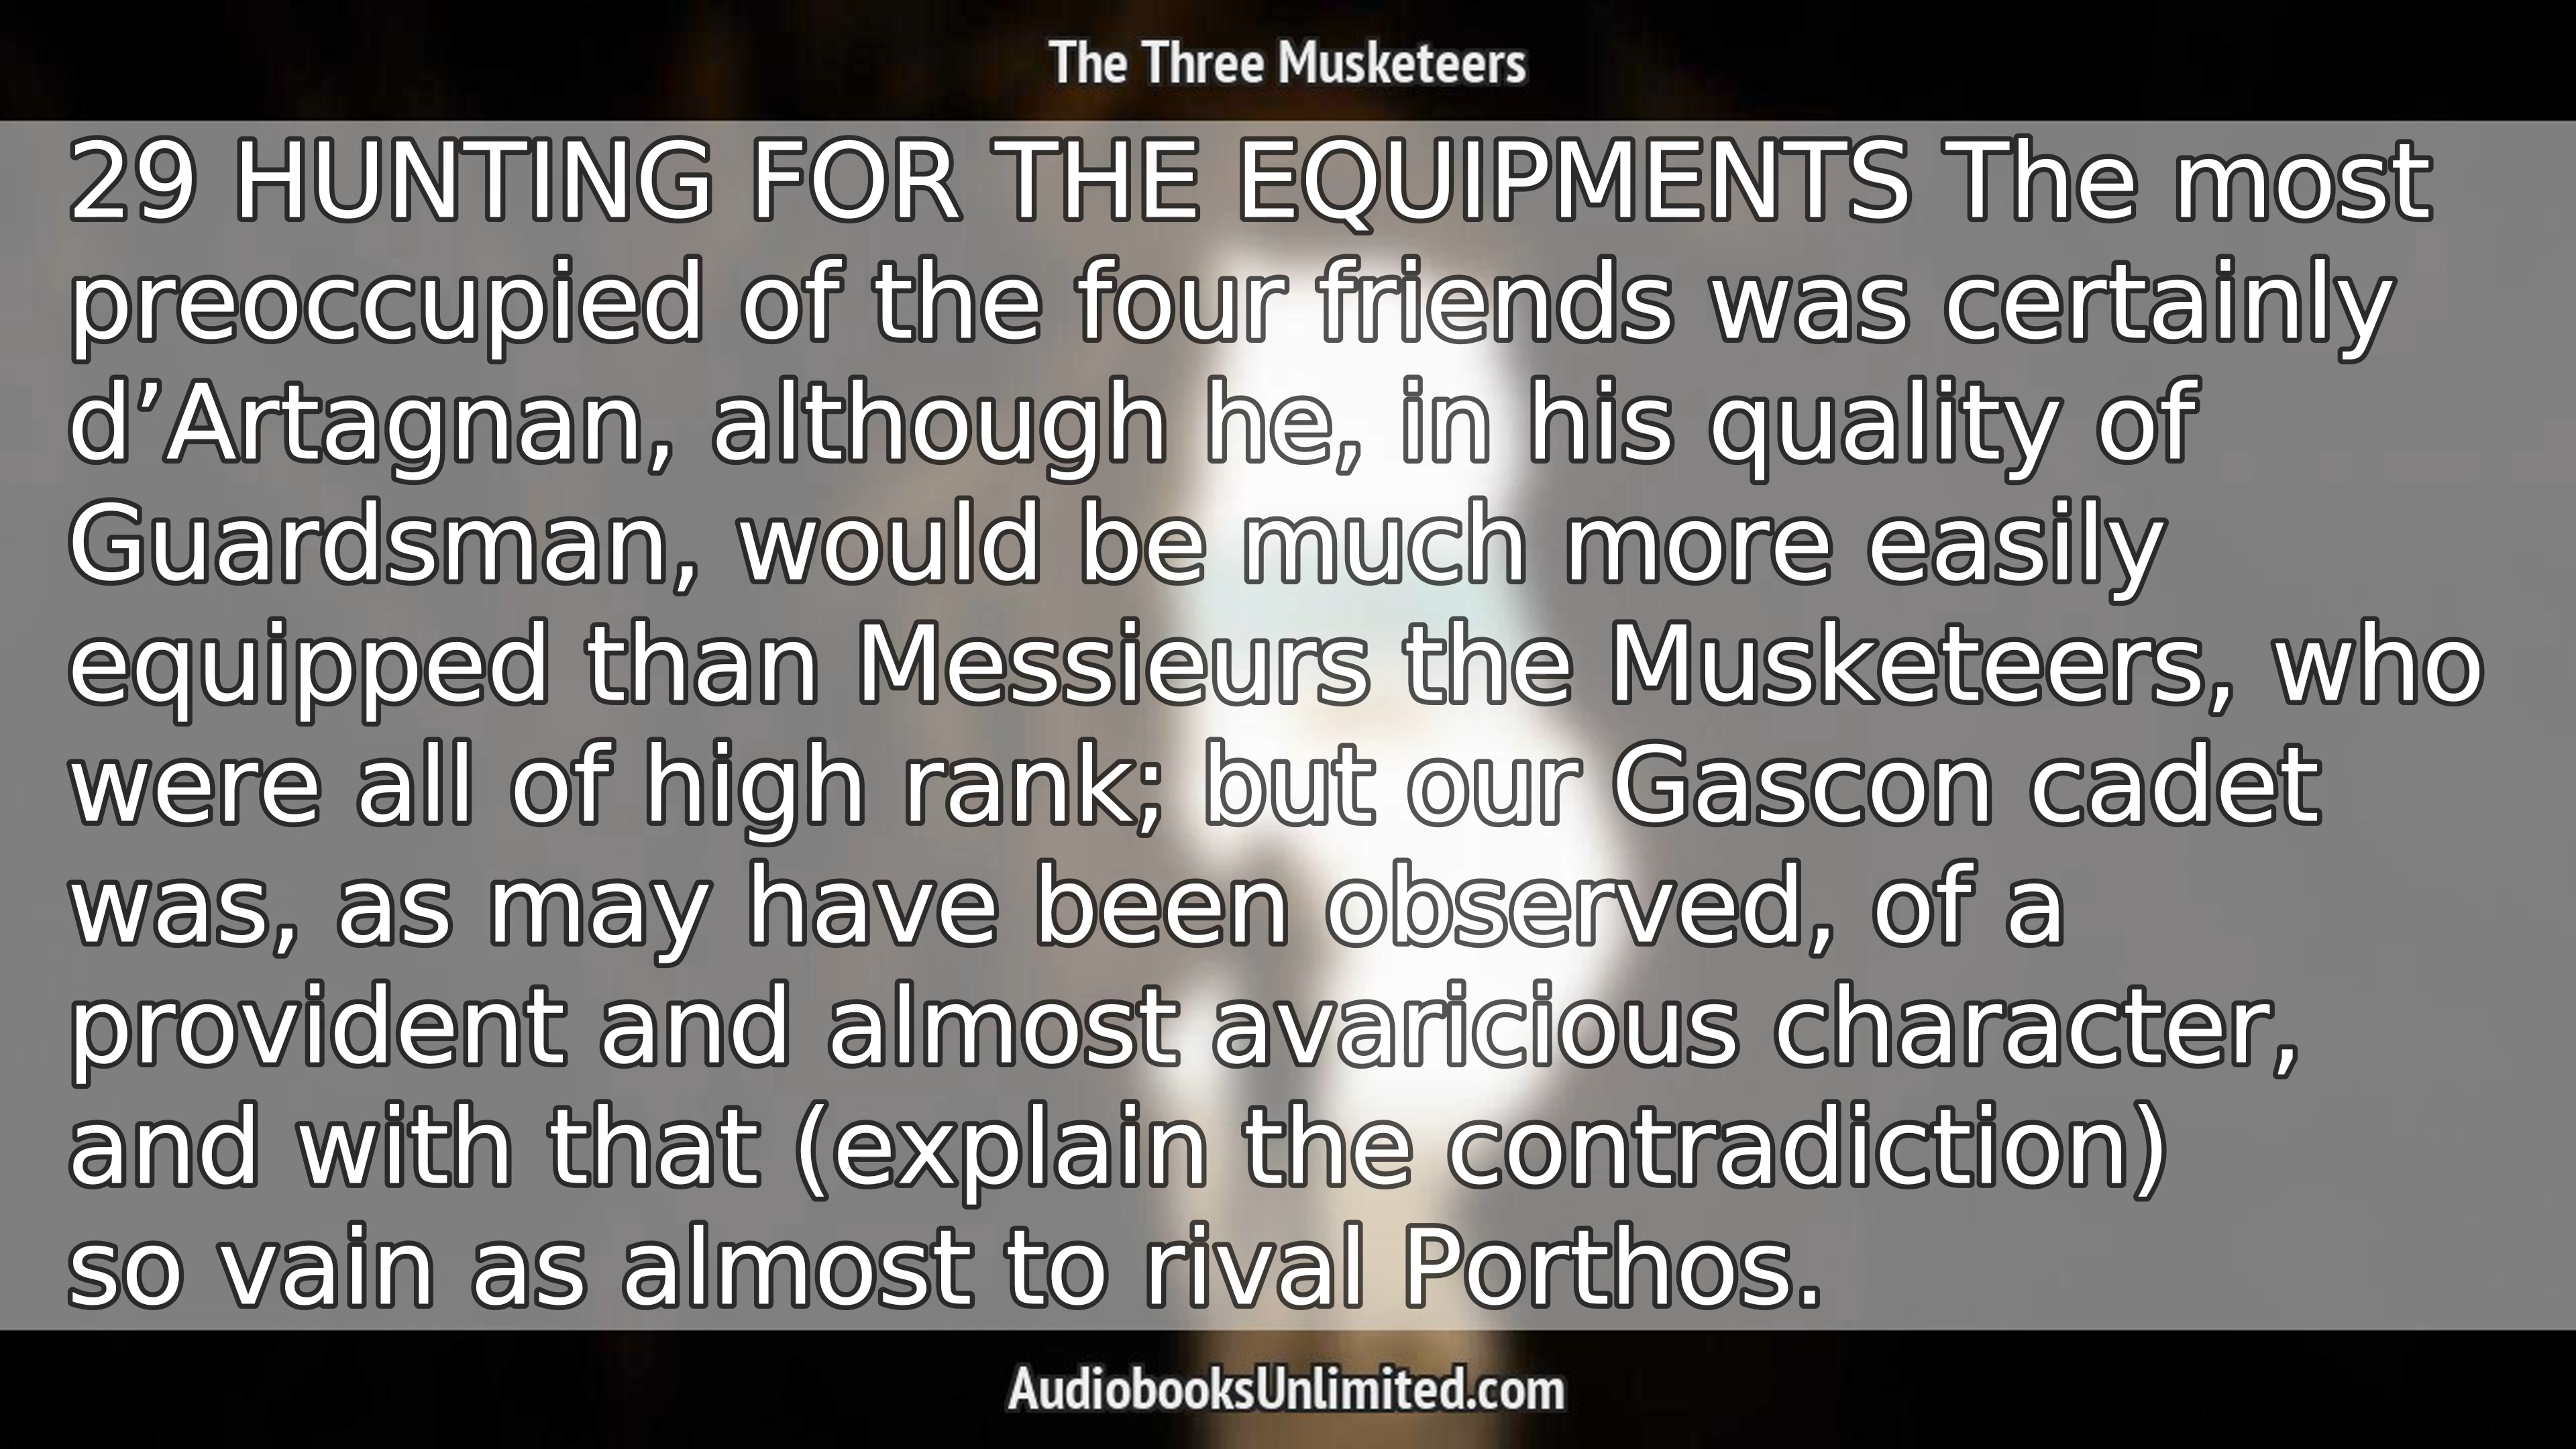 The Three Musketeers
29 HUNTING FOR THE EQUIPMENTS The most
preoccupied of the four friends was certainly
d’Artagnan, although he, in his quality of
Guardsman, would be much more easily
equipped than Messieurs the Musketeers, who
were all of high rank; but our Gascon cadet
was, as may have been observed, of a
provident and almost avaricious character,
and with that (explain the contradiction)
so vain as almost to rival Porthos.
AudiobooksUnlimited.com